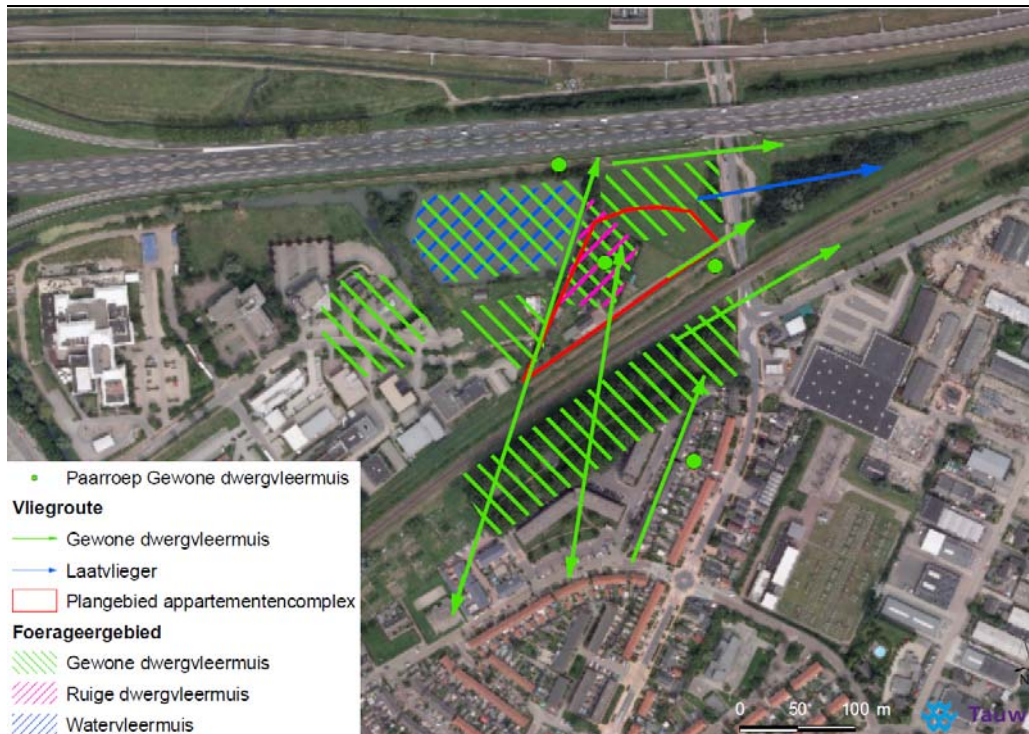 Paarroep Gewone dwergvleermuis
Vliegroute
Gewone dwergvleermuis
Laatvlieger
Plangebied appartementencomplex
Foerageergebied
Gewone dwergvleermuis
Ruige dwergvleermuis
Watervleermuis
0 50 100 m
Tauw